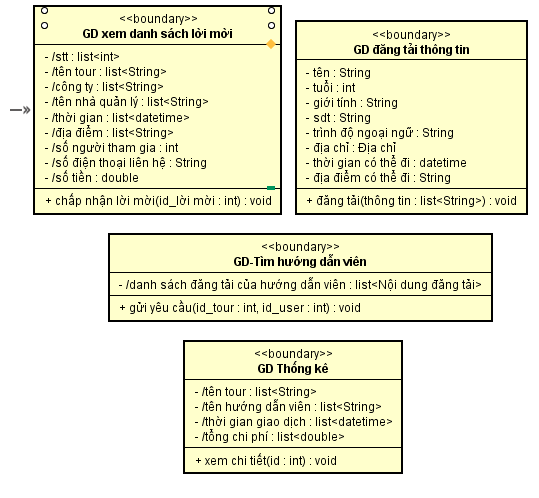 <<boundary>>
GD xem danh sách lời mời
- /stt : list<int>
- /tên tour : list<String>
- /công ty : list<String>
- /tên nhà quản lý : list<String>
- /thời gian : list<datetime>
- /địa điểm : list<String>
- /số người tham gia : int
- /số điện thoại liên hệ : String
- /số tiền : double
+ chấp nhận lời mời(id_lời mời : int) : void
<<boundary>>
GD đăng tải thông tin
- tên : String
- tuổi : int
- giới tính : String
- sdt : String
- trình độ ngoại ngữ : String
- địa chỉ : Địa chỉ
- thời gian có thể đi : datetime
- địa điểm có thể đi : String
+ đăng tải(thông tin : list<String>) : void
<<boundary>>
GD-Tìm hướng dẫn viên
- /danh sách đăng tải của hướng dẫn viên : list<Nội dung đăng tải>
+ gửi yêu cầu(id_tour : int, id_user : int) : void
<<boundary>>
GD Thống kê
- /tên tour : list<String>
- /tên hướng dẫn viên : list<String>
- /thời gian giao dịch : list<datetime>
- /tổng chi phí : list<double>
+ xem chi tiết(id : int) : void